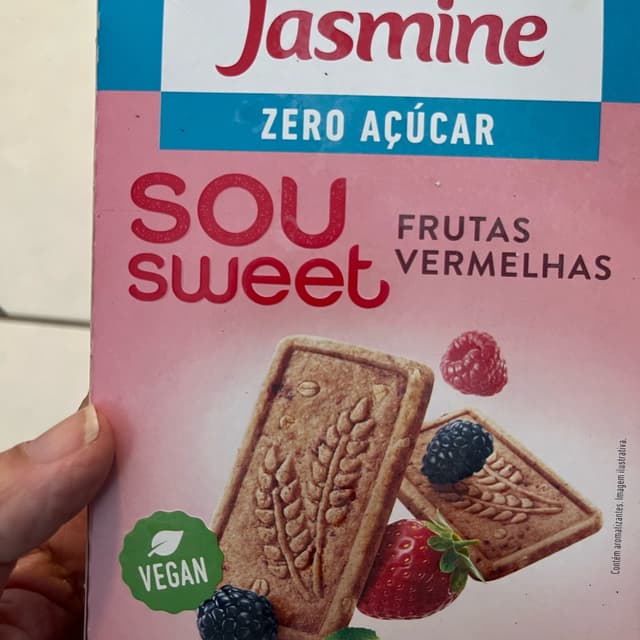 Jasmine
ZERO AÇÚCAR
SOU
sweet
FRUTAS
VERMELHAS
VEGAN
Contém aromatizantes. Imagem ilustrativa.